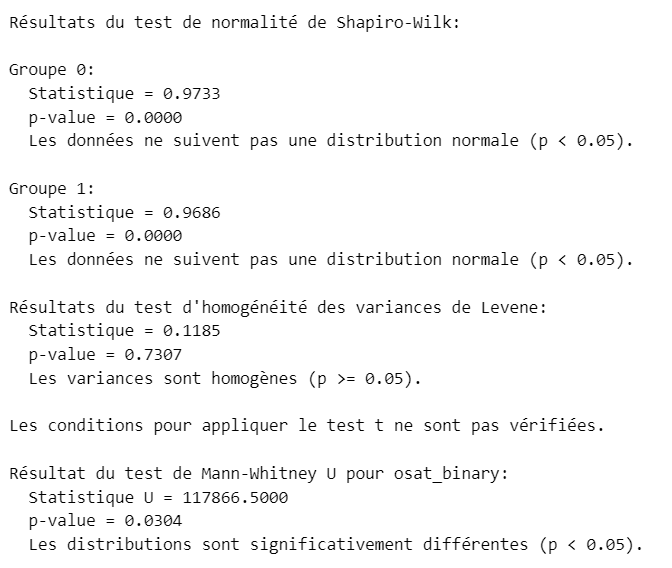 Résultats du test de normalité de Shapiro-Wilk:
Groupe 0:
Statistique = 0.9733
p-value = 0.0000
Les données ne suivent pas une distribution normale (p < 0.05).
Groupe 1:
Statistique = 0.9686
p-value = 0.0000
Les données ne suivent pas une distribution normale (p < 0.05).
Résultats du test d'homogénéité des variances de Levene:
Statistique = 0.1185
p-value = 0.7307
Les variances sont homogènes (p >= 0.05).
Les conditions pour appliquer le test t ne sont pas vérifiées.
Résultat du test de Mann-Whitney U pour osat_binary:
Statistique U = 117866.5000
p-value = 0.0304
Les distributions sont significativement différentes (p < 0.05).